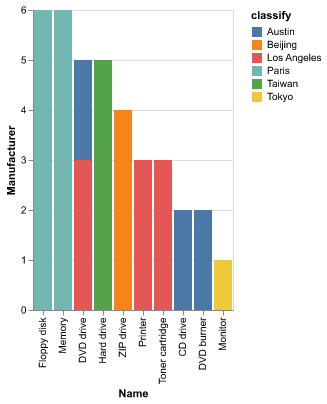 classify
Austin
Beijing
Los Angeles
Paris
Taiwan
Tokyo
Manufacturer
6
5
4
3
2
1
0
Floppy disk
Memory
DVD drive
Hard drive
ZIP drive
Printer
Toner cartridge
CD drive
DVD burner
Monitor
Name